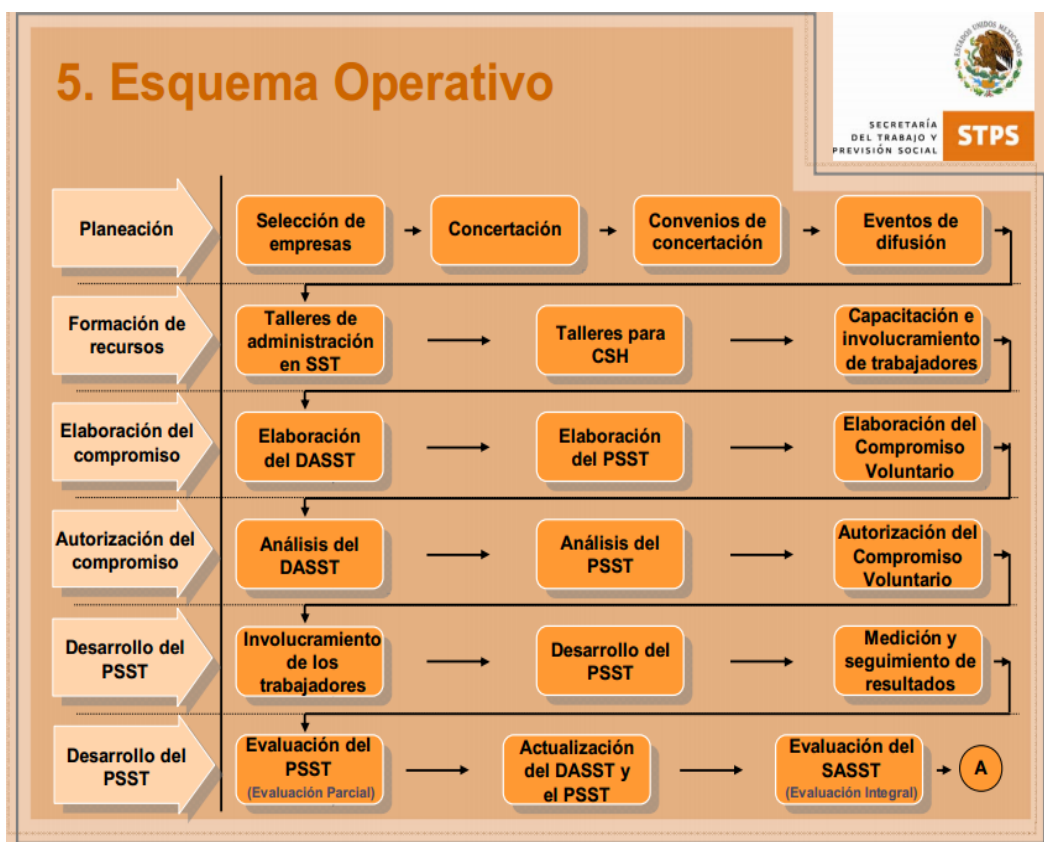 5. Esquema Operativo
ESTADOS UNIDOS MEXICANOS
SECRETARÍA
DEL TRABAJO Y
PREVISIÓN SOCIAL
STPS
Planeación
Selección de
empresas
Concertación
Convenios de
concertación
Eventos de
difusión
Formación de
recursos
Talleres de
administración
en SST
Talleres para
CSH
Capacitación e
involucramiento
de trabajadores
Elaboración del
compromiso
Elaboración
del DASST
Elaboración
del PSST
Elaboración del
Compromiso
Voluntario
Autorización del
compromiso
Análisis del
DASST
Análisis del
PSST
Autorización del
Compromiso
Voluntario
Desarrollo del
PSST
Involucramiento
de los
trabajadores
Desarrollo del
PSST
Medición y
seguimiento de
resultados
Desarrollo del
PSST
Evaluación del
PSST
(Evaluación Parcial)
Actualización
del DASST y
el PSST
Evaluación del
SASST
(Evaluación Integral)
A